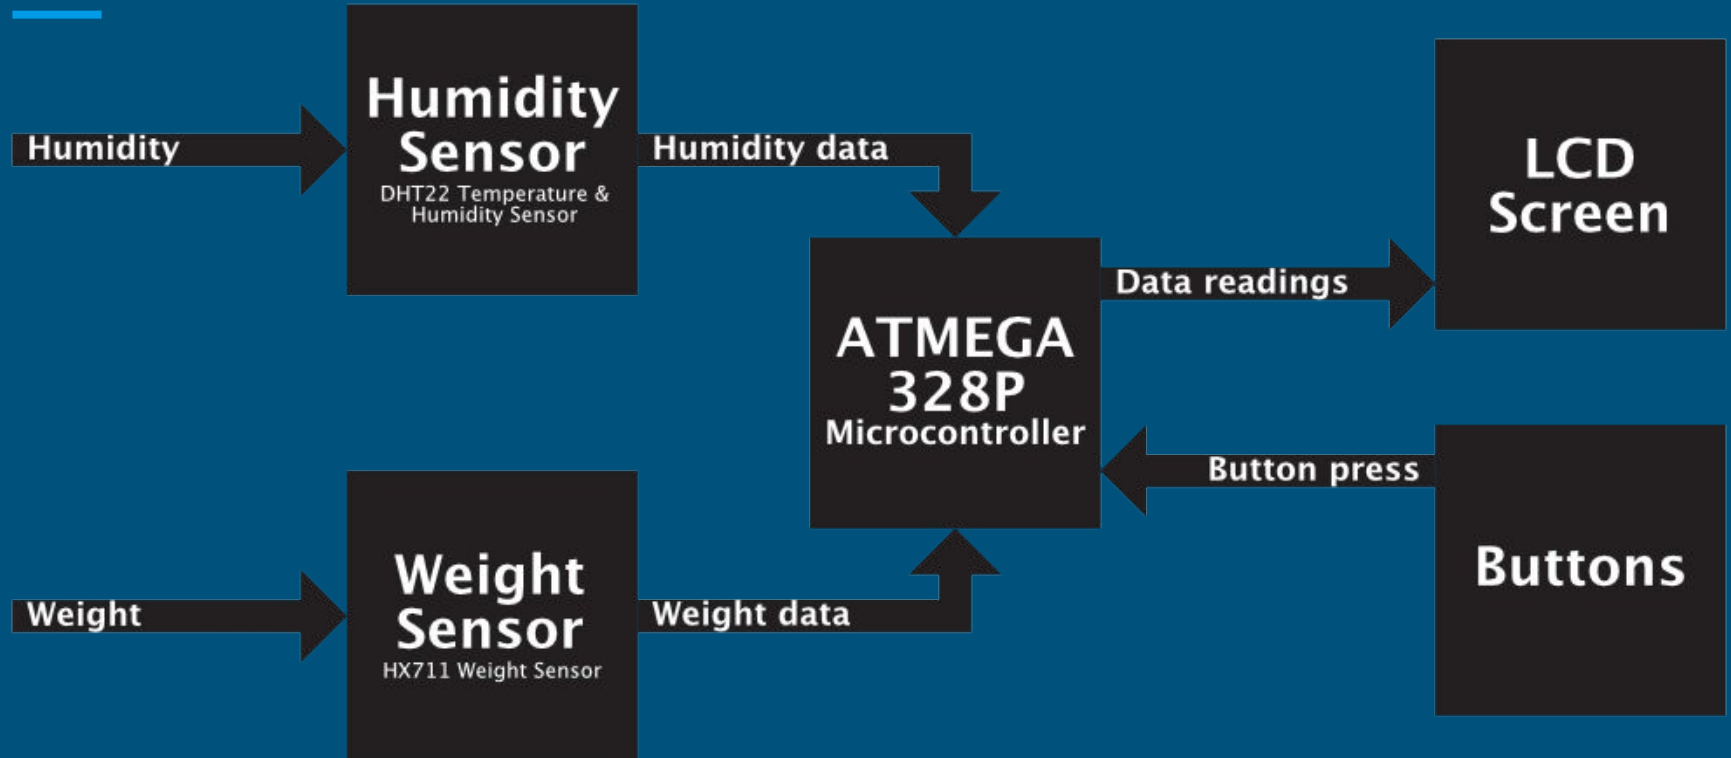 Humidity
Humidity
Sensor
DHT22 Temperature &
Humidity Sensor
Humidity data
LCD
Screen
Data readings
ATMEGA
328P
Microcontroller
Button press
Buttons
Weight
Weight
Sensor
HX711 Weight Sensor
Weight data